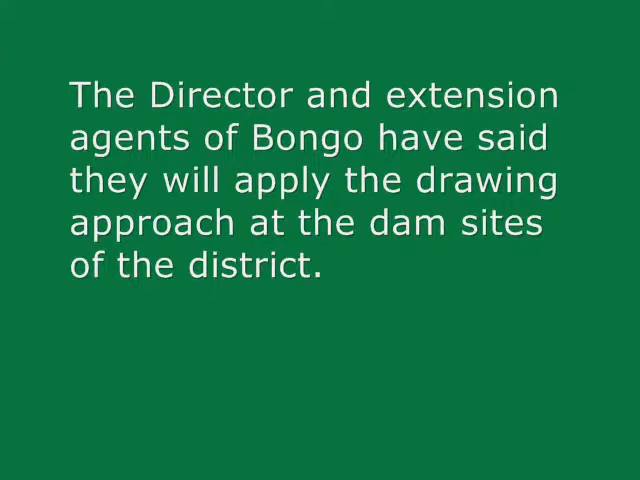 The Director and extension
agents of Bongo have said
they will apply the drawing
approach at the dam sites
of the district.